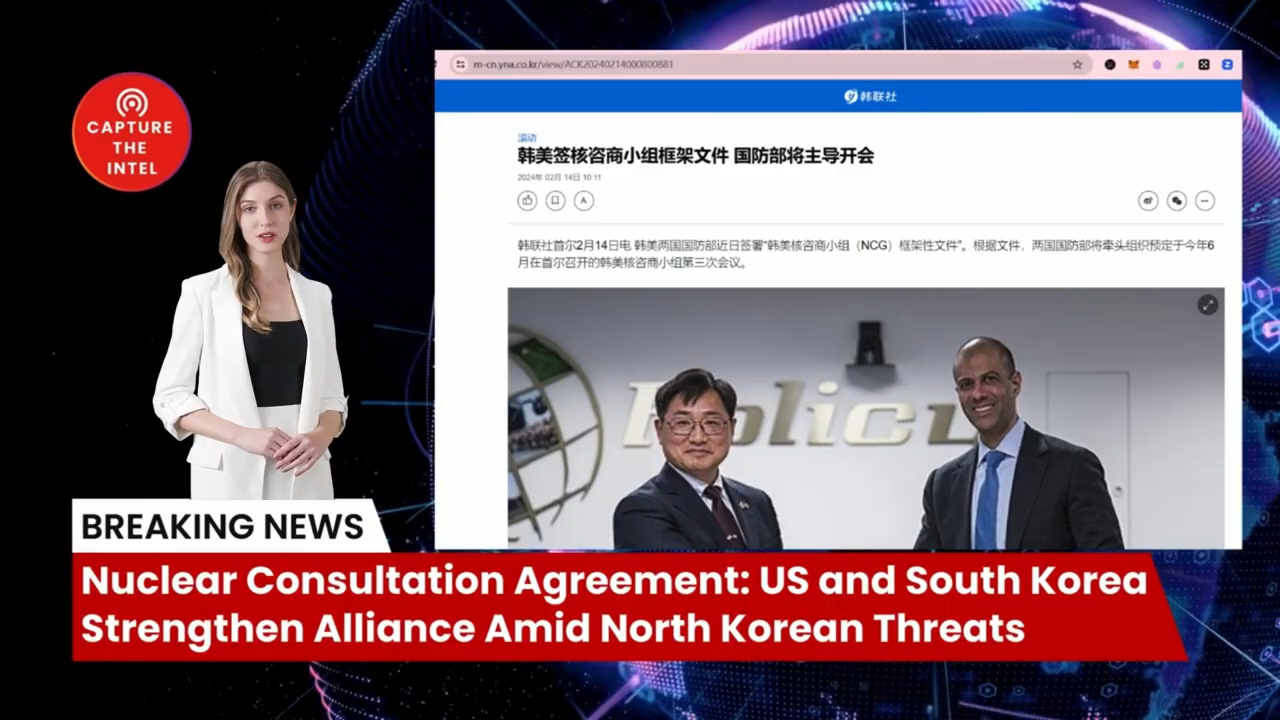 CAPTURE
THE
INTEL
m-cn.yna.co.kr/view/ACK20240214000800881
韩联社
滚动
韩美签核咨商小组框架文件 国防部将主导开会
2024年 02月 14日 10:11
A
韩联社首尔2月14日电 韩美两国国防部近日签署“韩美核咨商小组（NCG）框架性文件”。根据文件，两国国防部将牵头组织预定于今年6
月在首尔召开的韩美核咨商小组第三次会议。
Policy
BREAKING NEWS
Nuclear Consultation Agreement: US and South Korea
Strengthen Alliance Amid North Korean Threats